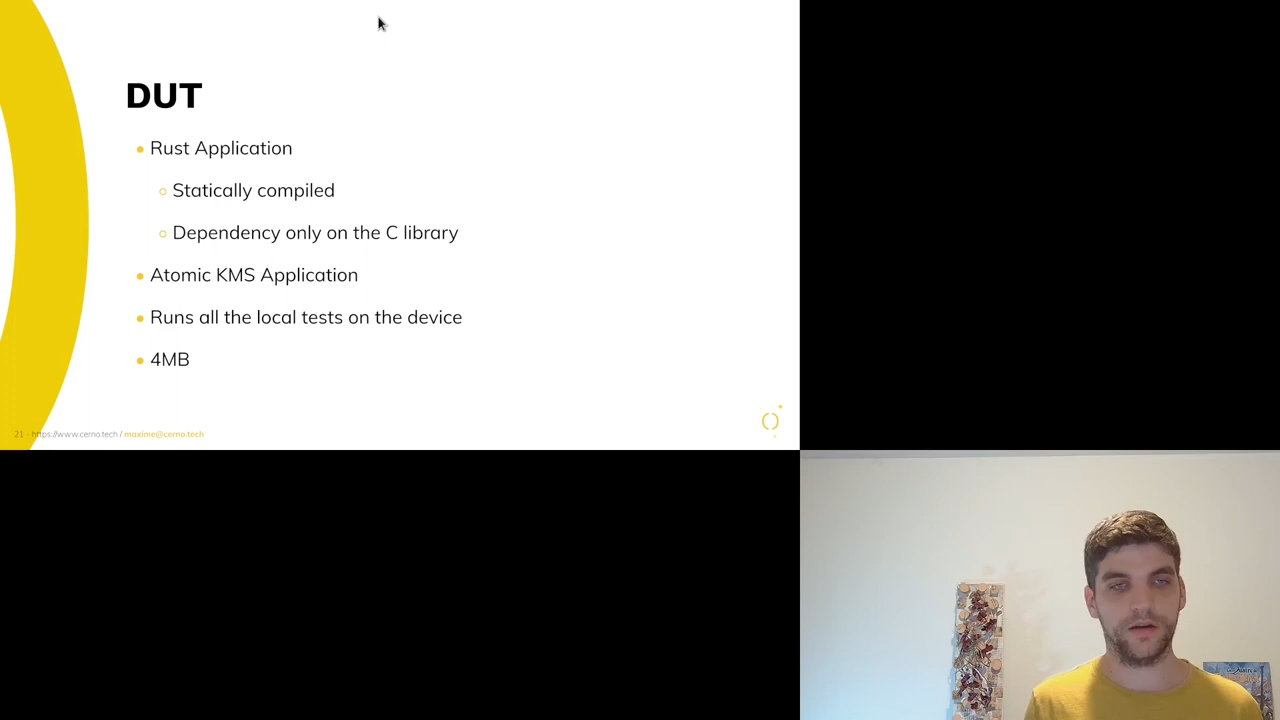 DUT
Rust Application
Statically compiled
Dependency only on the C library
Atomic KMS Application
Runs all the local tests on the device
4MB
21 - https://www.cerno.tech / maxime@cerno.tech